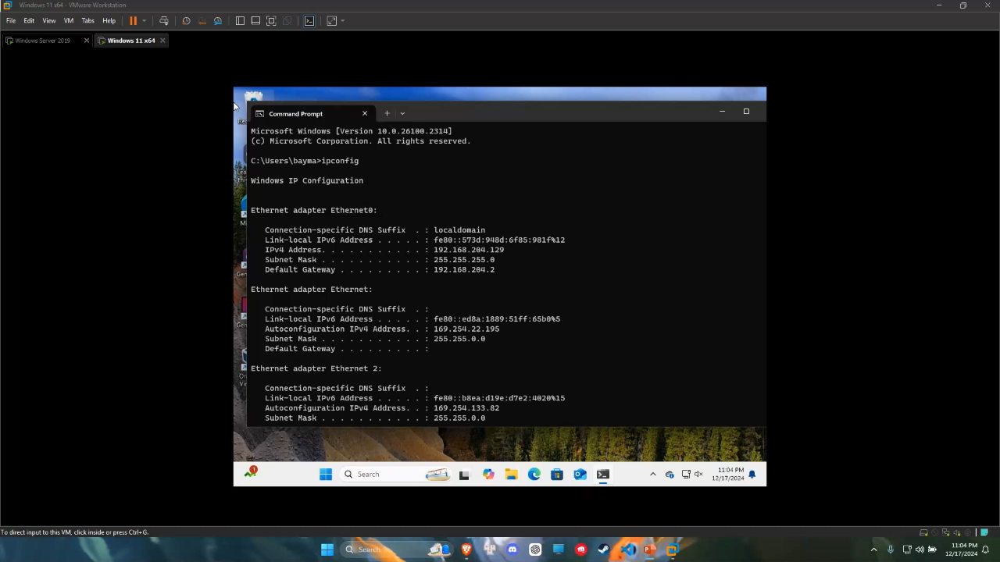 Windows 11 x64 - VMware Workstation
File Edit View VM Tabs Help
Windows Server 2019
Windows 11 x64
Command Prompt
Microsoft Windows [Version 10.0.26100.2314]
(c) Microsoft Corporation. All rights reserved.
C:\Users\bayma>ipconfig
Windows IP Configuration
Ethernet adapter Ethernet0:
Connection-specific DNS Suffix . : localdomain
Link-local IPv6 Address . . . . . : fe80::573d:948d:6f85:981f%12
IPv4 Address. . . . . . . . . . . : 192.168.204.129
Subnet Mask . . . . . . . . . . . : 255.255.255.0
Default Gateway . . . . . . . . . : 192.168.204.2
Ethernet adapter Ethernet:
Connection-specific DNS Suffix . :
Link-local IPv6 Address . . . . . : fe80::ed8a:1889:51ff:65b0%5
Autoconfiguration IPv4 Address. . : 169.254.22.195
Subnet Mask . . . . . . . . . . . : 255.255.0.0
Default Gateway . . . . . . . . . :
Ethernet adapter Ethernet 2:
Connection-specific DNS Suffix . :
Link-local IPv6 Address . . . . . : fe80::b8ea:d19e:d7e2:4020%15
Autoconfiguration IPv4 Address. . : 169.254.133.82
Subnet Mask . . . . . . . . . . . : 255.255.0.0
1
Search
11:04 PM
12/17/2024
To direct input to this VM, click inside or press Ctrl+G.
Search
11:04 PM
12/17/2024